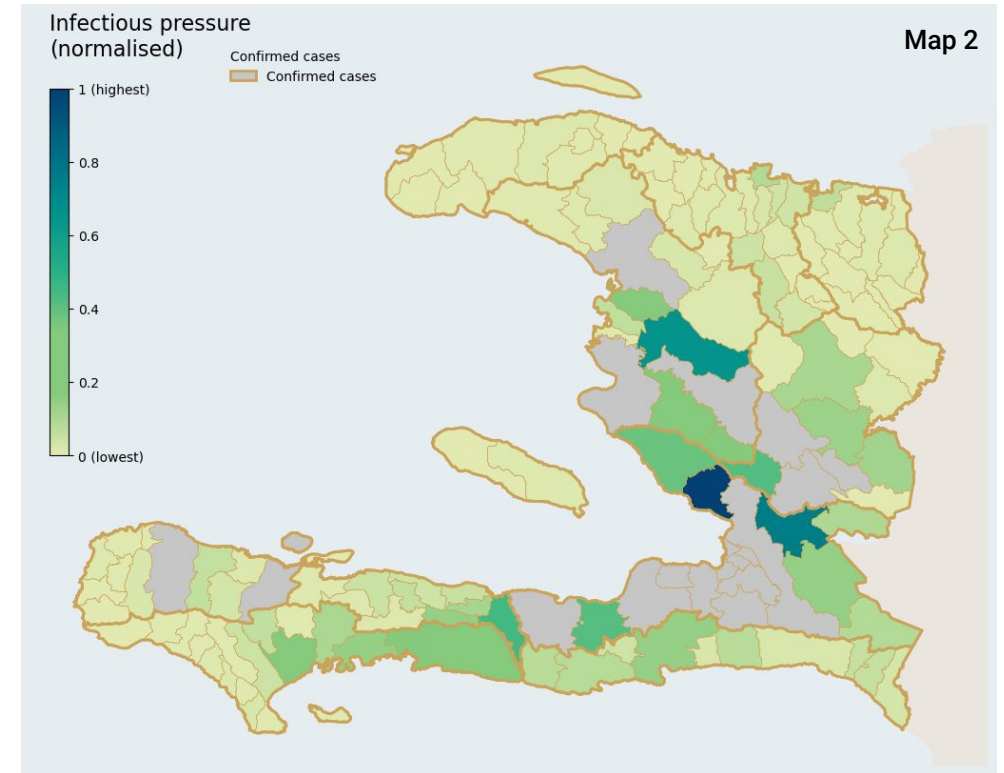 Infectious pressure
(normalised)
Map 2
Confirmed cases
Confirmed cases
1 (highest)
0.8
0.6
0.4
0.2
0 (lowest)